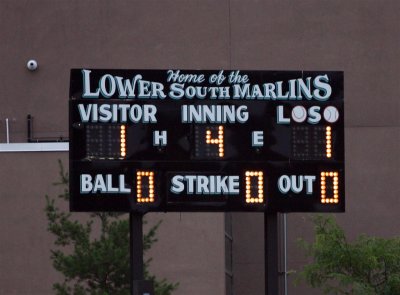 Home of the
LOWER SOUTH MARLINS
VISITOR INNING LOSO
1 H 4 E 1
BALL 0 STRIKE 0 OUT 0